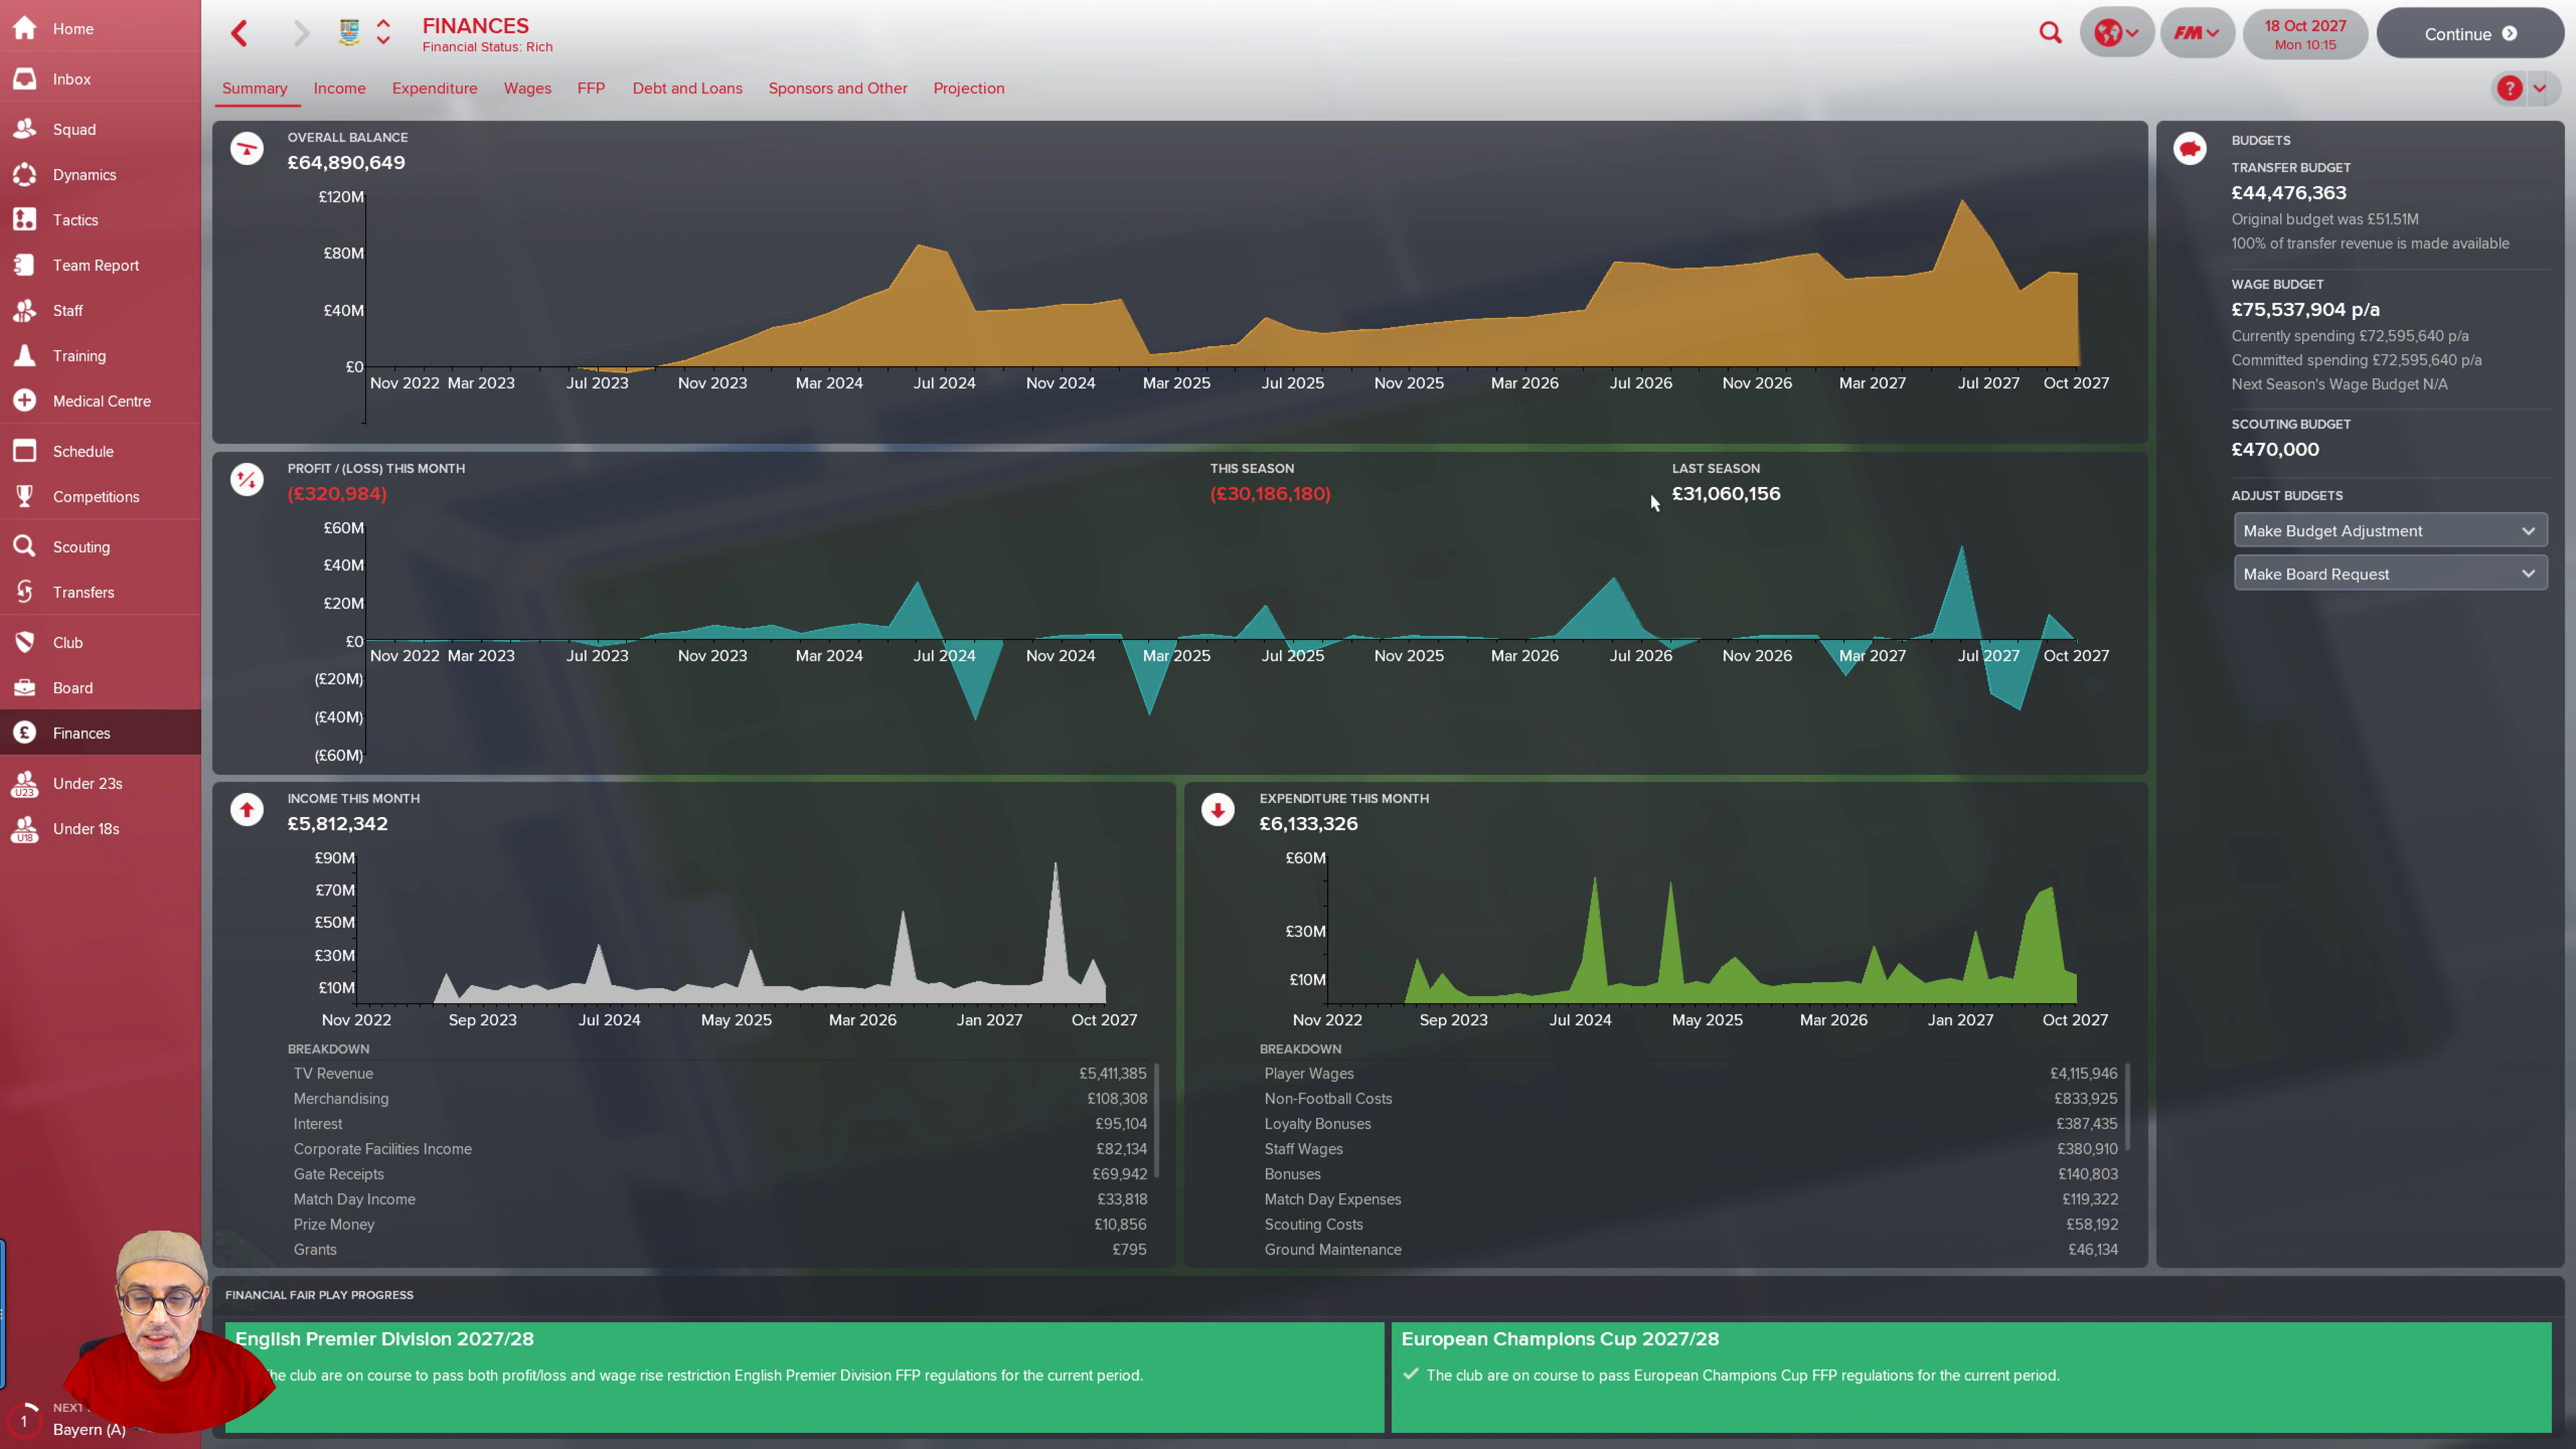 Home
Inbox
Squad
Dynamics
Tactics
Team Report
Staff
Training
Medical Centre
Schedule
Competitions
Scouting
Transfers
Club
Board
Finances
U23
Under 23s
U18
Under 18s
1
NEXT
Bayern (A)
FINANCES
Financial Status: Rich
FM
18 Oct 2027
Mon 10:15
Continue
Summary
Income
Expenditure
Wages
FFP
Debt and Loans
Sponsors and Other
Projection
?
OVERALL BALANCE
£64,890,649
£120M
£80M
£40M
£0
Nov 2022 Mar 2023 Jul 2023 Nov 2023 Mar 2024 Jul 2024 Nov 2024 Mar 2025 Jul 2025 Nov 2025 Mar 2026 Jul 2026 Nov 2026 Mar 2027 Jul 2027 Oct 2027
PROFIT / (LOSS) THIS MONTH
(£320,984)
THIS SEASON
(£30,186,180)
LAST SEASON
£31,060,156
£60M
£40M
£20M
£0
(£20M)
(£40M)
(£60M)
Nov 2022 Mar 2023 Jul 2023 Nov 2023 Mar 2024 Jul 2024 Nov 2024 Mar 2025 Jul 2025 Nov 2025 Mar 2026 Jul 2026 Nov 2026 Mar 2027 Jul 2027 Oct 2027
INCOME THIS MONTH
£5,812,342
£90M
£70M
£50M
£30M
£10M
Nov 2022 Sep 2023 Jul 2024 May 2025 Mar 2026 Jan 2027 Oct 2027
BREAKDOWN
TV Revenue £5,411,385
Merchandising £108,308
Interest £95,104
Corporate Facilities Income £82,134
Gate Receipts £69,942
Match Day Income £33,818
Prize Money £10,856
Grants £795
EXPENDITURE THIS MONTH
£6,133,326
£60M
£30M
£10M
Nov 2022 Sep 2023 Jul 2024 May 2025 Mar 2026 Jan 2027 Oct 2027
BREAKDOWN
Player Wages £4,115,946
Non-Football Costs £833,925
Loyalty Bonuses £387,435
Staff Wages £380,910
Bonuses £140,803
Match Day Expenses £119,322
Scouting Costs £58,192
Ground Maintenance £46,134
BUDGETS
TRANSFER BUDGET
£44,476,363
Original budget was £51.51M
100% of transfer revenue is made available
WAGE BUDGET
£75,537,904 p/a
Currently spending £72,595,640 p/a
Committed spending £72,595,640 p/a
Next Season's Wage Budget N/A
SCOUTING BUDGET
£470,000
ADJUST BUDGETS
Make Budget Adjustment
Make Board Request
FINANCIAL FAIR PLAY PROGRESS
English Premier Division 2027/28
he club are on course to pass both profit/loss and wage rise restriction English Premier Division FFP regulations for the current period.
European Champions Cup 2027/28
The club are on course to pass European Champions Cup FFP regulations for the current period.